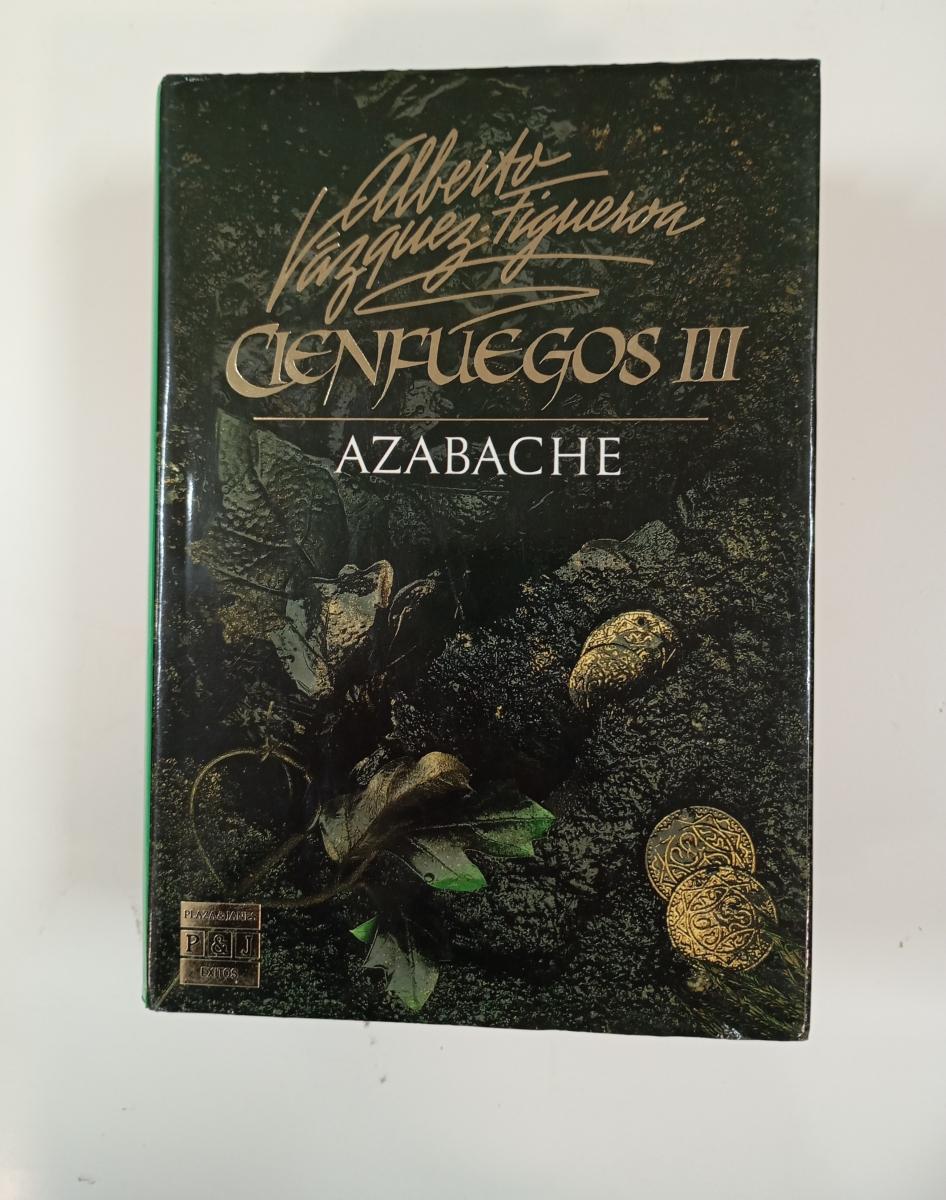 Alberto
Vázquez-Figueroa
CIENFUEGOS III
AZABACHE
PLAZA & JANES
P & J
EXITOS